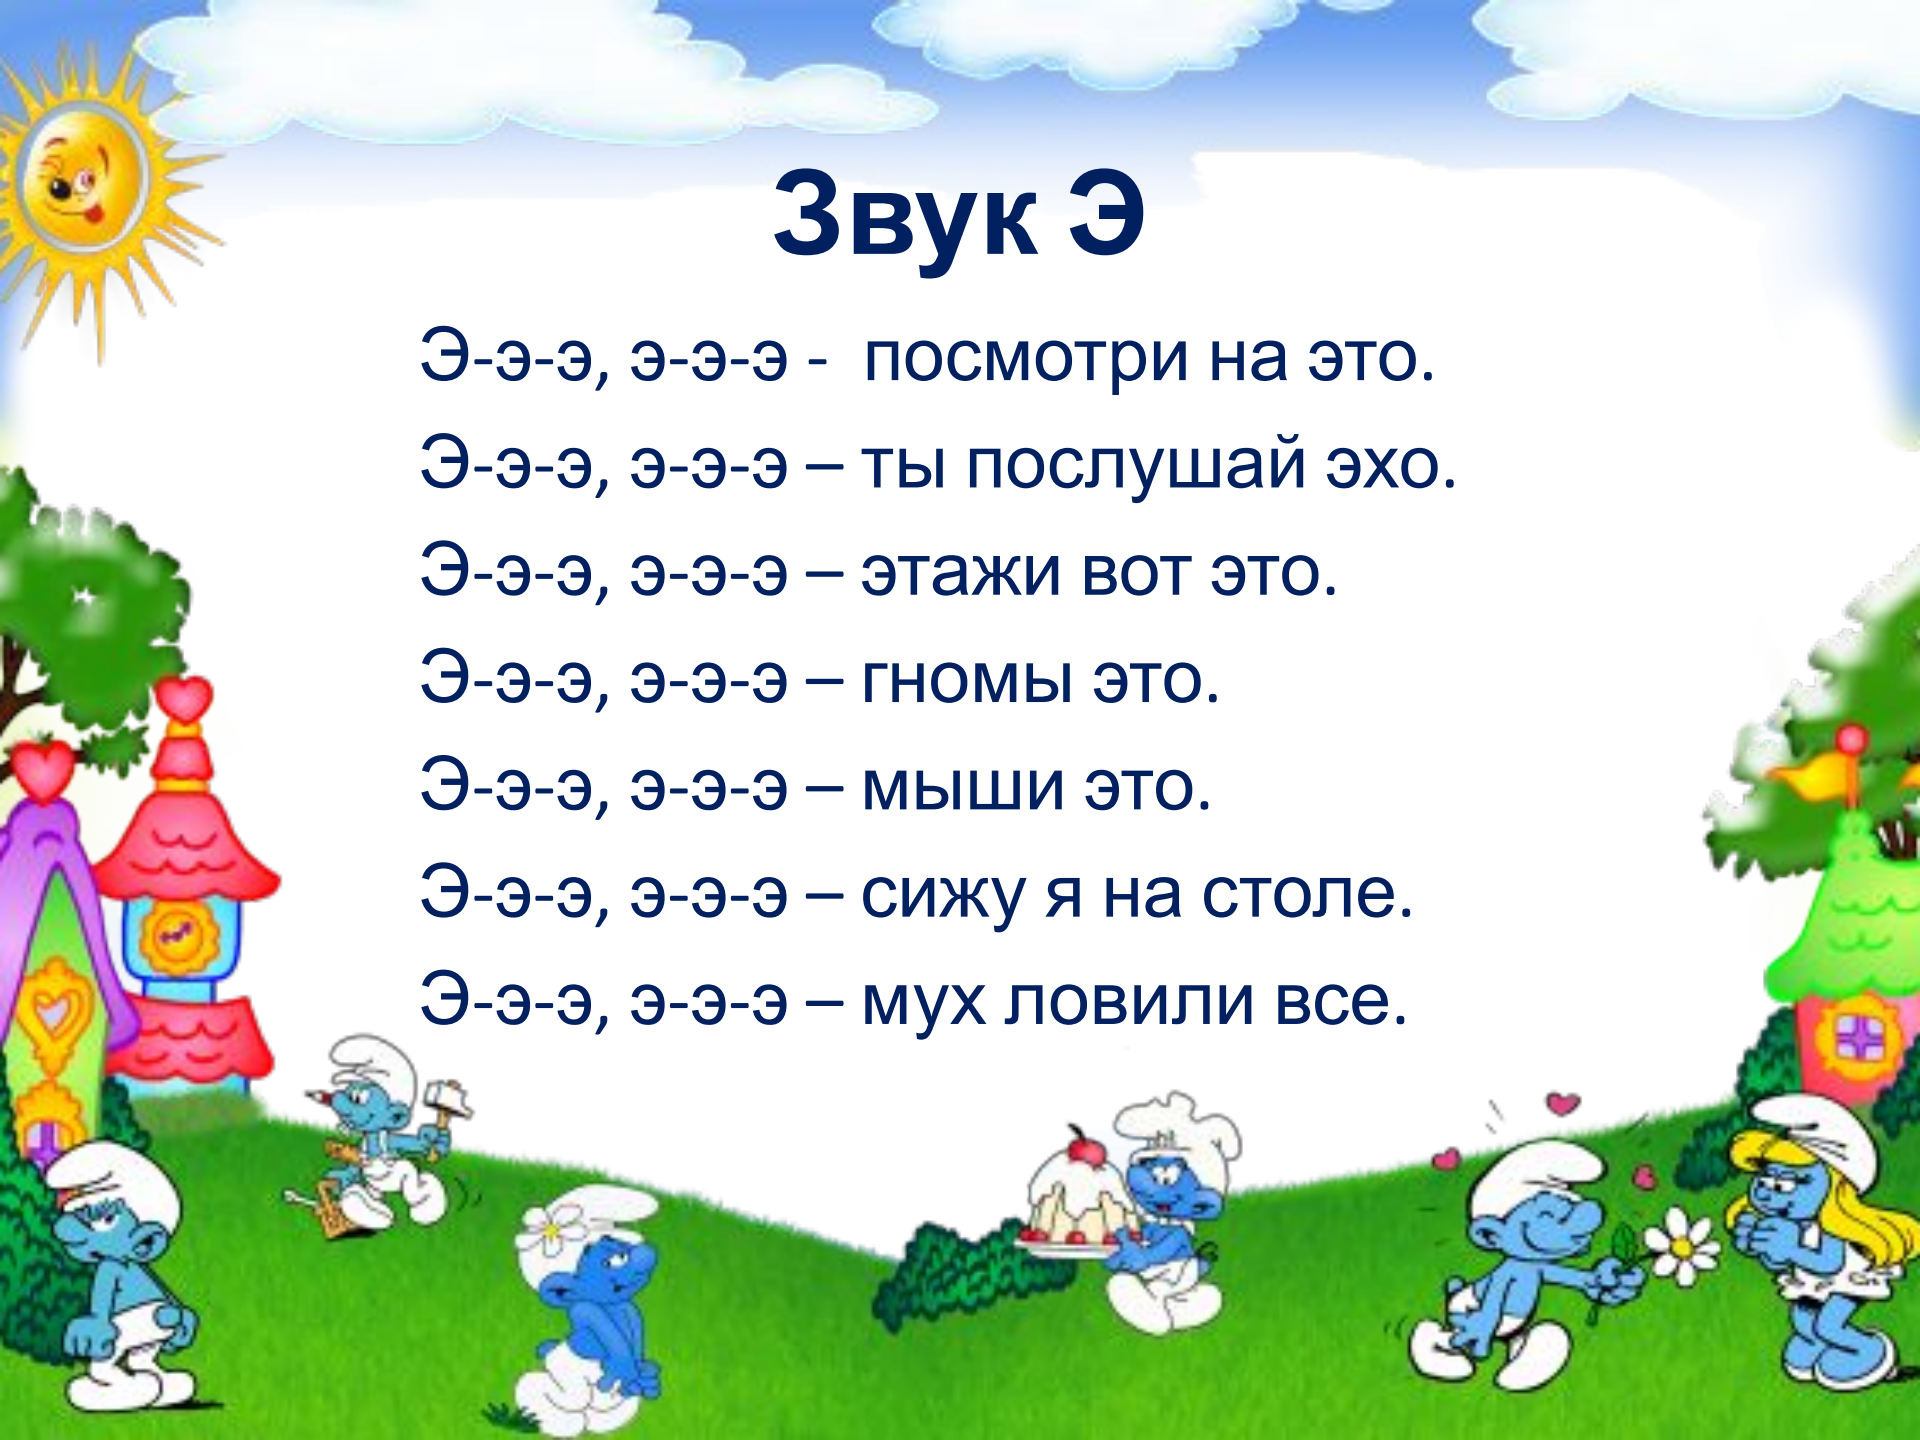 Звук Э
Э-э-э, э-э-э -  посмотри на это.
Э-э-э, э-э-э – ты послушай эхо.
Э-э-э, э-э-э – этажи вот это.
Э-э-э, э-э-э – гномы это.
Э-э-э, э-э-э – мыши это.
Э-э-э, э-э-э – сижу я на столе.
Э-э-э, э-э-э – мух ловили все.